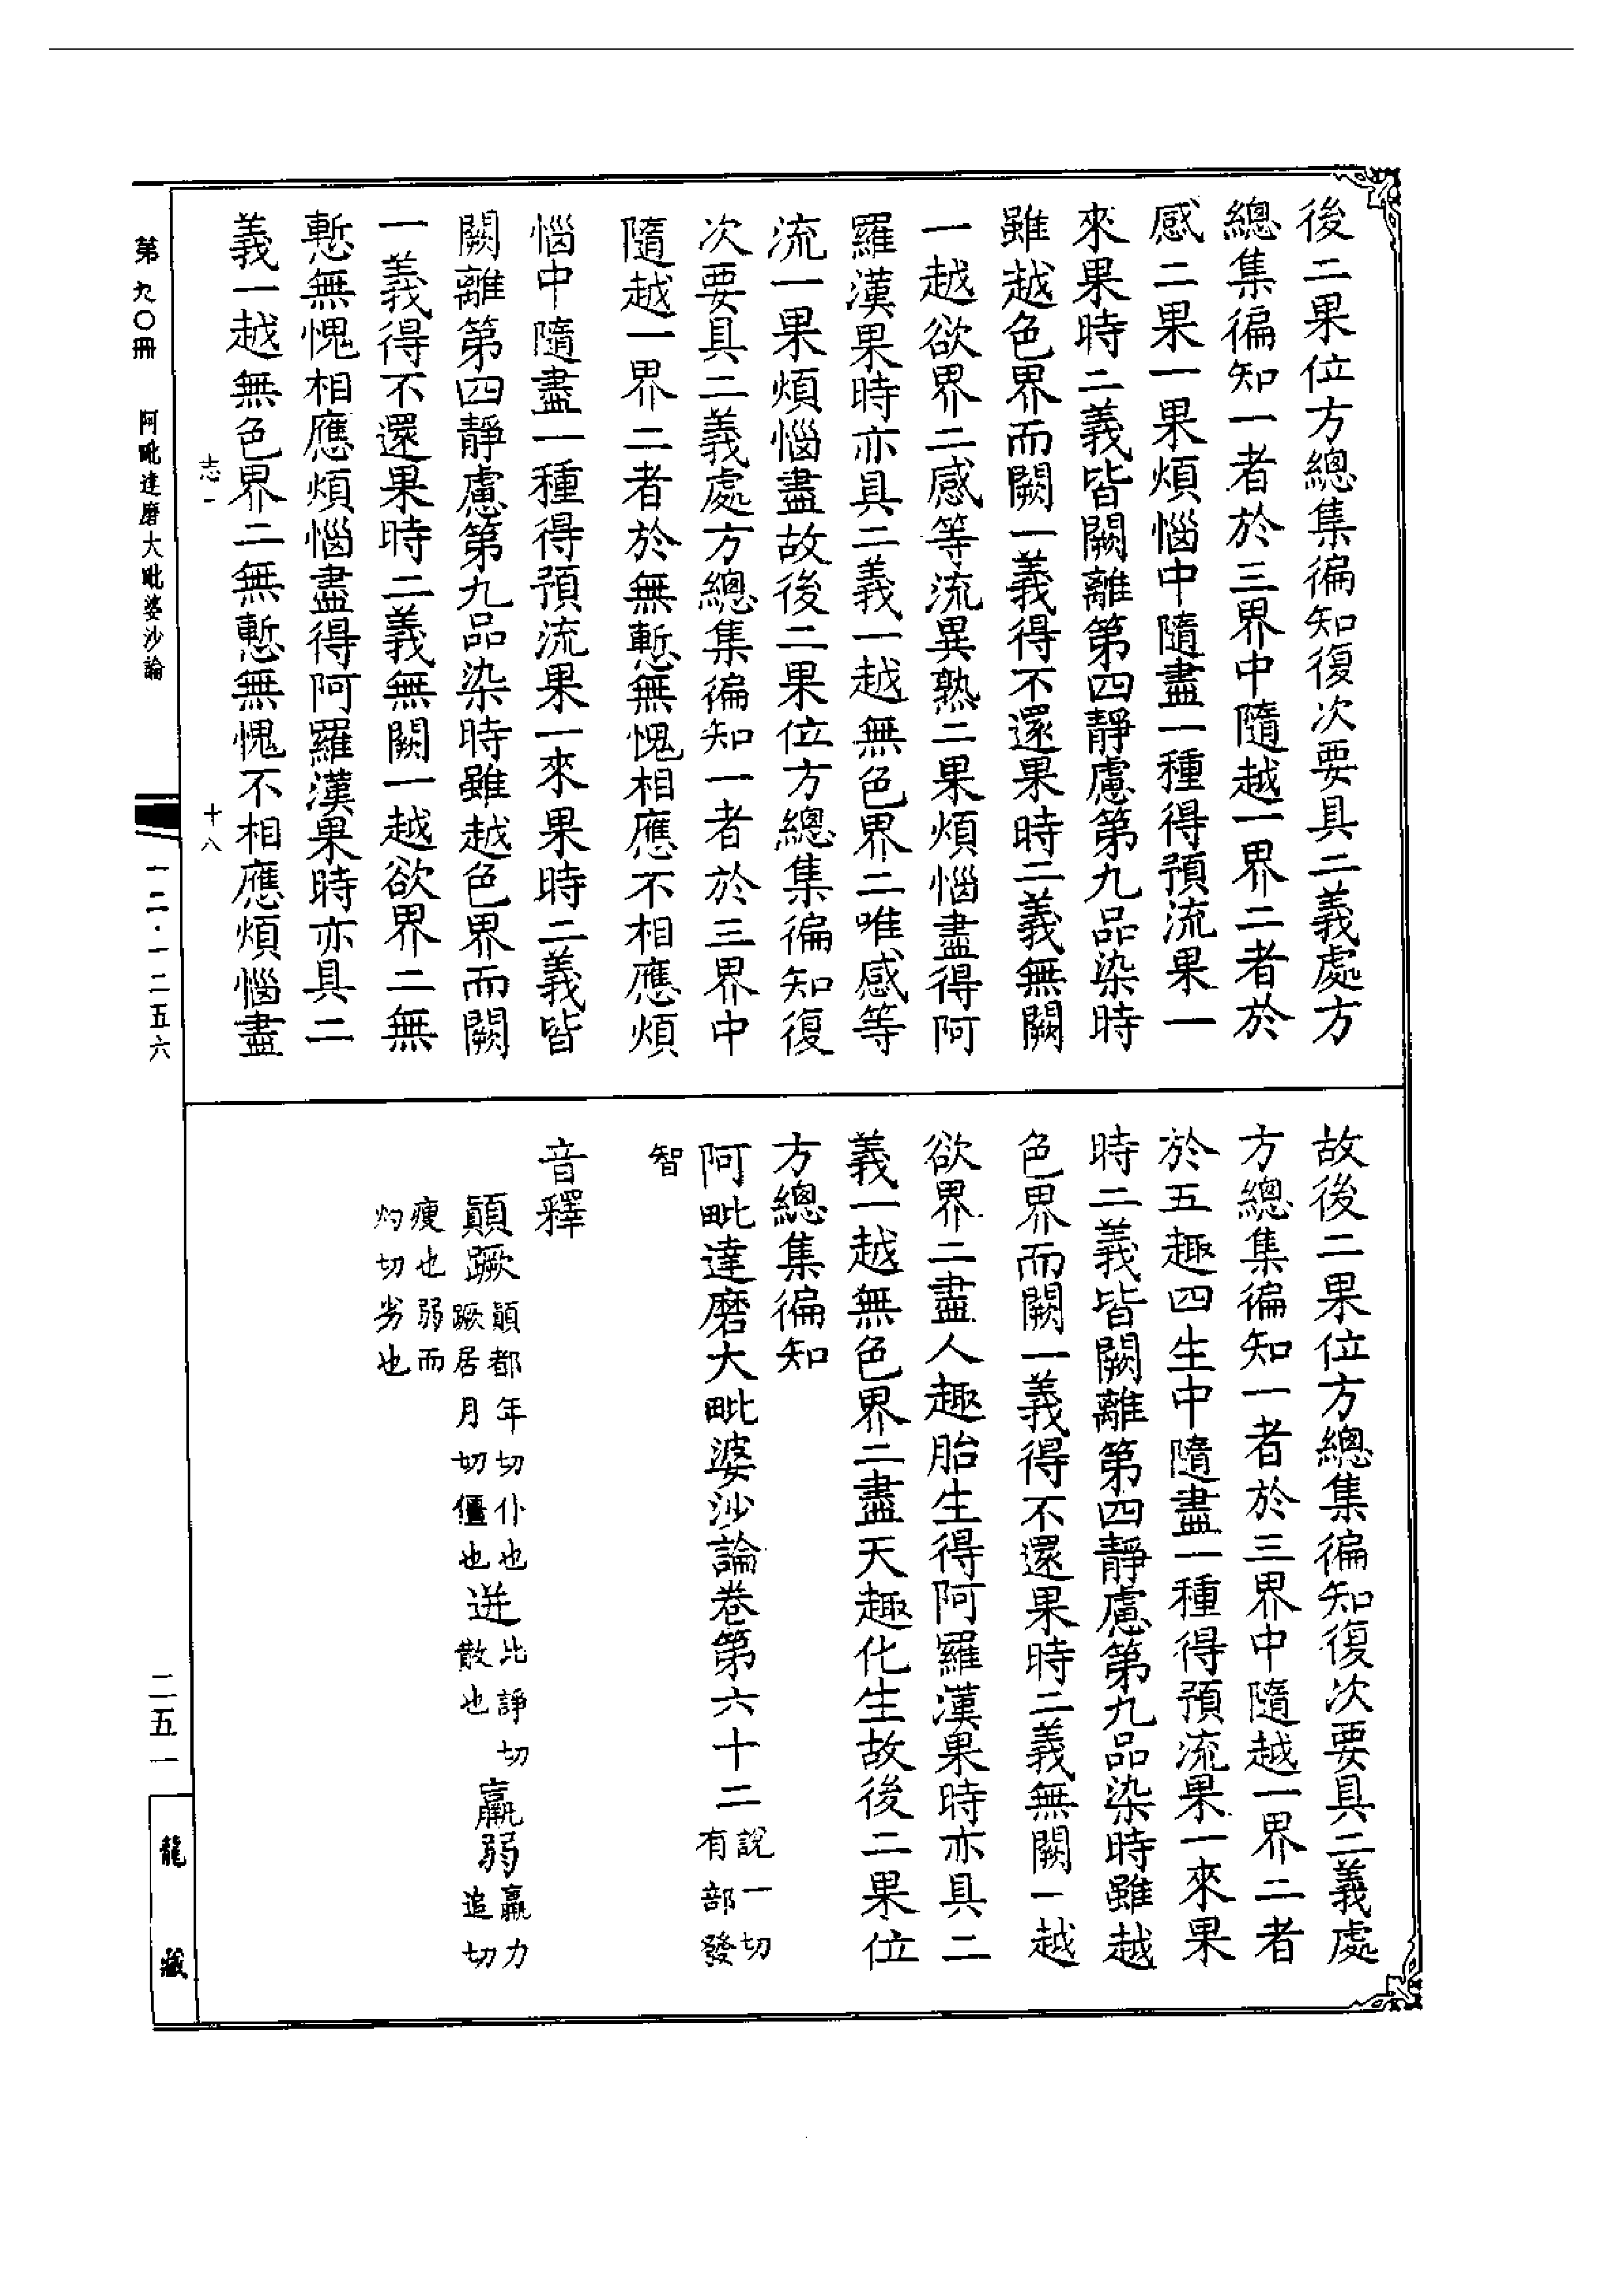 後二果位方總集徧知復次要具二義處方
總集徧知一者於三界中隨越一界二者於
感二果一果煩惱中隨盡一種得預流果一
來果時二義皆闕離第四靜慮第九品染時
雖越色界而闕一義得不還果時二義無闕
一越欲界二感等流異熟二果煩惱盡得阿
羅漢果時亦具二義一越無色界二唯感等
流一果煩惱盡故後二果位方總集徧知復
次要具二義處方總集徧知一者於三界中
隨越一界二者於無慙無愧相應不相應煩
惱中隨盡一種得預流果一來果時二義皆
闕離第四靜慮第九品染時雖越色界而闕
一義得不還果時二義無闕一越欲界二無
慙無愧相應煩惱盡得阿羅漢果時亦具二
義一越無色界二無慙無愧不相應煩惱盡
故後二果位方總集徧知復次要具二義處
方總集徧知一者於三界中隨越一界二者
於五趣四生中隨盡一種得預流果一來果
時二義皆闕離第四靜慮第九品染時雖越
色界而闕一義得不還果時二義無闕一越
欲界二盡人趣胎生得阿羅漢果時亦具二
義一越無色界二盡天趣化生故後二果位
方總集徧知
阿毗達磨大毗婆沙論卷第六十二 說一切有部發
智
音釋
顚蹶 顚都年切仆也蹶居月切僵也 迸 比諍切散也 羸弱 羸力追切
瘦也弱而灼切劣也
志一
十八
第九〇冊 阿毗達磨大毗婆沙論 一二·一二五六 二五一 龍藏